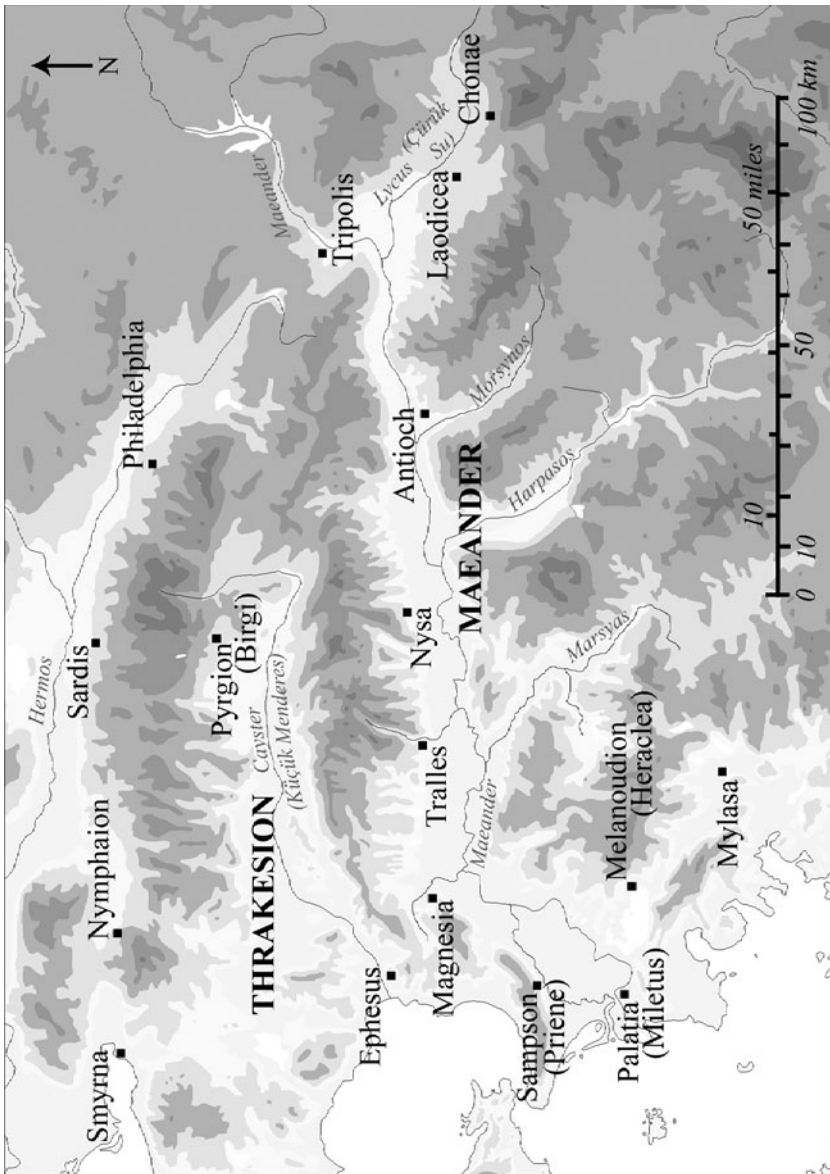 N
Hermos
Smyrna
Nymphaion
Sardis
Philadelphia
Maeander
Tripolis
Lycus
(Çürük
Su)
Chonae
Laodicea
Pyrgion
(Birgi)
THRAKESION
Cayster
(Küçük Menderes)
Ephesus
Magnesia
Tralles
Nysa
Antioch
MAEANDER
Morsynos
Harpasos
Maeander
Marsyas
Sampson
(Priene)
Palatia
(Miletus)
Melanoudion
(Heraclea)
Mylasa
10
50 miles
0
10
50
100 km